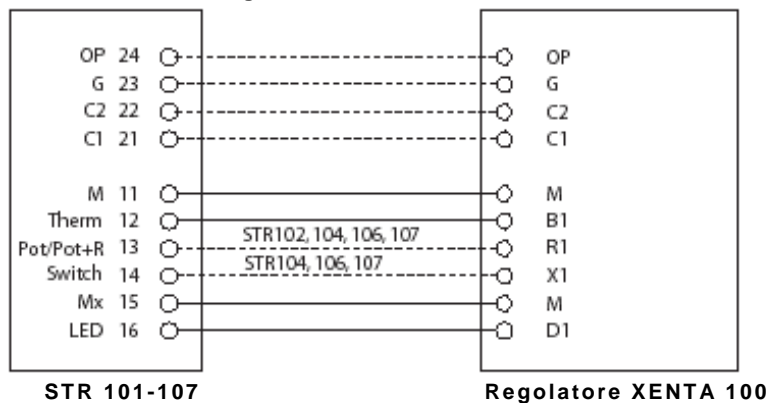 OP 24 OP
G 23 G
C2 22 C2
C1 21 C1
M 11 M
Therm 12 B1
STR102, 104, 106, 107
Pot/Pot+R 13 R1
STR104, 106, 107
Switch 14 X1
Mx 15 M
LED 16 D1
STR 101-107 Regolatore XENTA 100